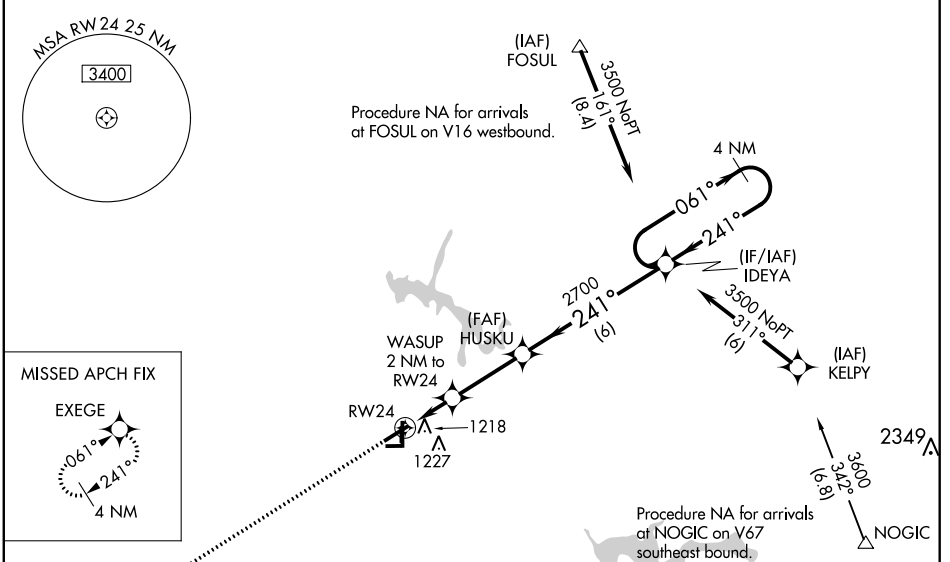 MSA RW24 25 NM
3400
(IAF)
FOSUL
3500 NoPT
161°
(8.4)
Procedure NA for arrivals
at FOSUL on V16 westbound.
4 NM
061°
241°
(IF/IAF)
IDEYA
2700
241°
(6)
3500 NoPT
311°
(6)
(FAF)
HUSKU
WASUP
2 NM to
RW24
(IAF)
KELPY
MISSED APCH FIX
EXEGE
061°
241°
4 NM
RW24
1218
1227
2349
3600
342°
(6.8)
Procedure NA for arrivals
at NOGIC on V67
southeast bound.
NOGIC